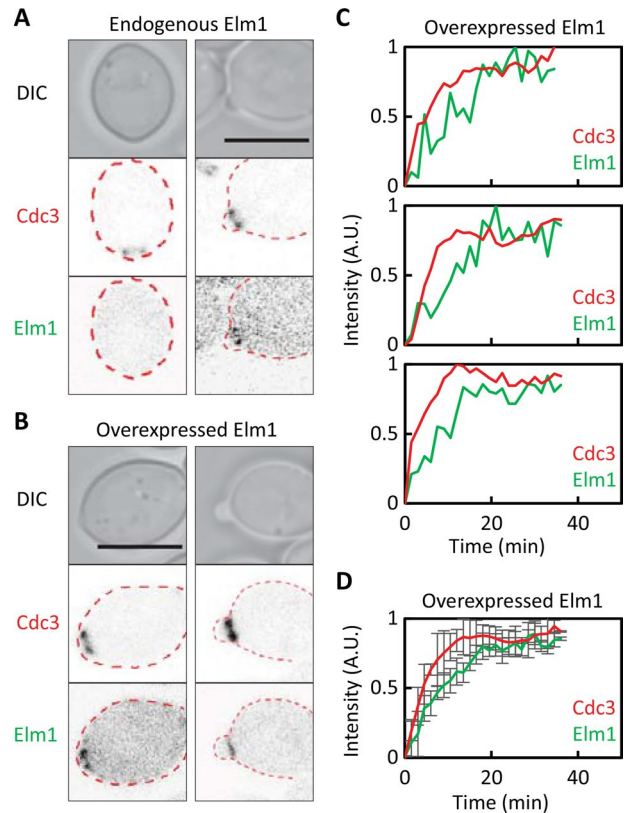 A
Endogenous Elm1
DIC
Cdc3
Elm1
B
Overexpressed Elm1
DIC
Cdc3
Elm1
C
Overexpressed Elm1
1
0.5
0
Cdc3
Elm1
Intensity (A.U.)
1
0.5
0
Cdc3
Elm1
1
0.5
0
Cdc3
Elm1
0 20 40
Time (min)
D
Overexpressed Elm1
Intensity (A.U.)
1
0.5
0
Cdc3
Elm1
0 20 40
Time (min)